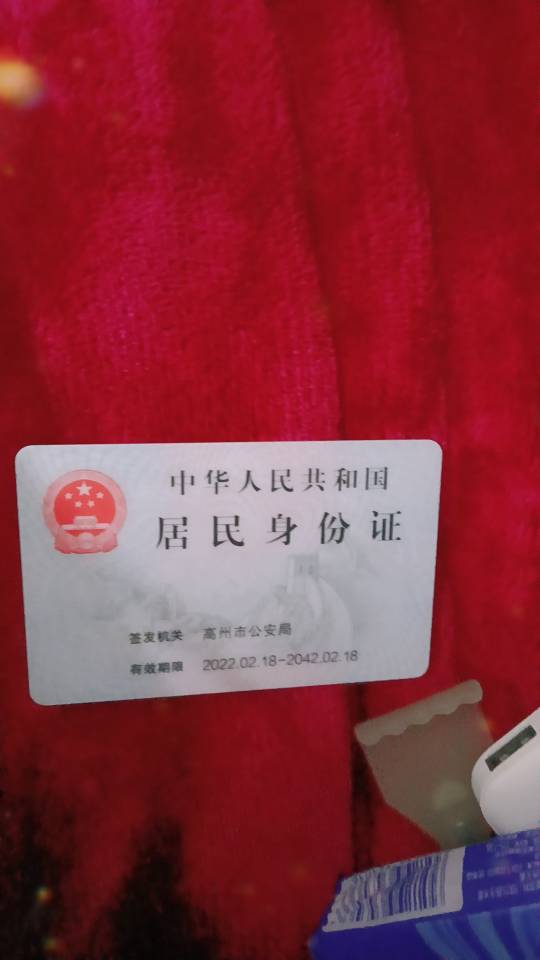 中华人民共和国
居民身份证
签发机关 高州市公安局
有效期限 2022.02.18-2042.02.18